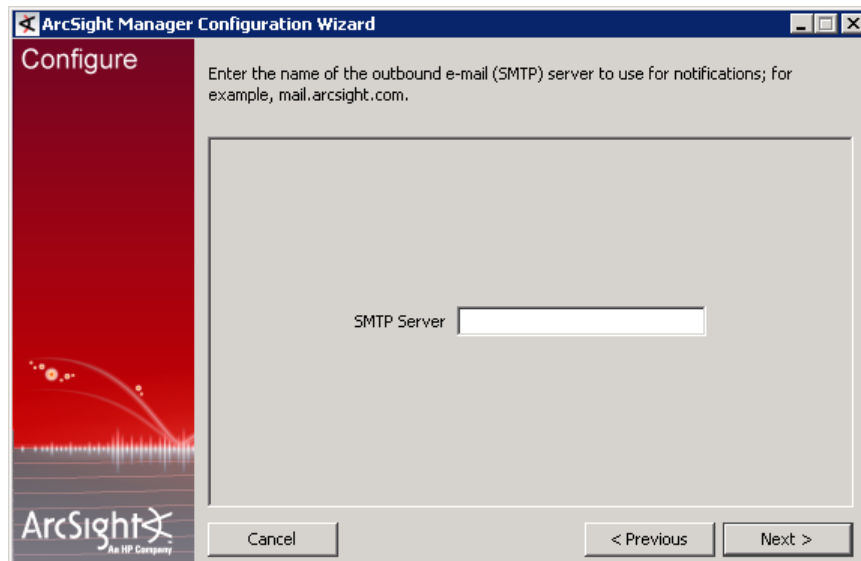 ArcSight Manager Configuration Wizard
Configure
Enter the name of the outbound e-mail (SMTP) server to use for notifications; for
example, mail.arcsight.com.
SMTP Server
ArcSight
An HP Company
Cancel
< Previous
Next >